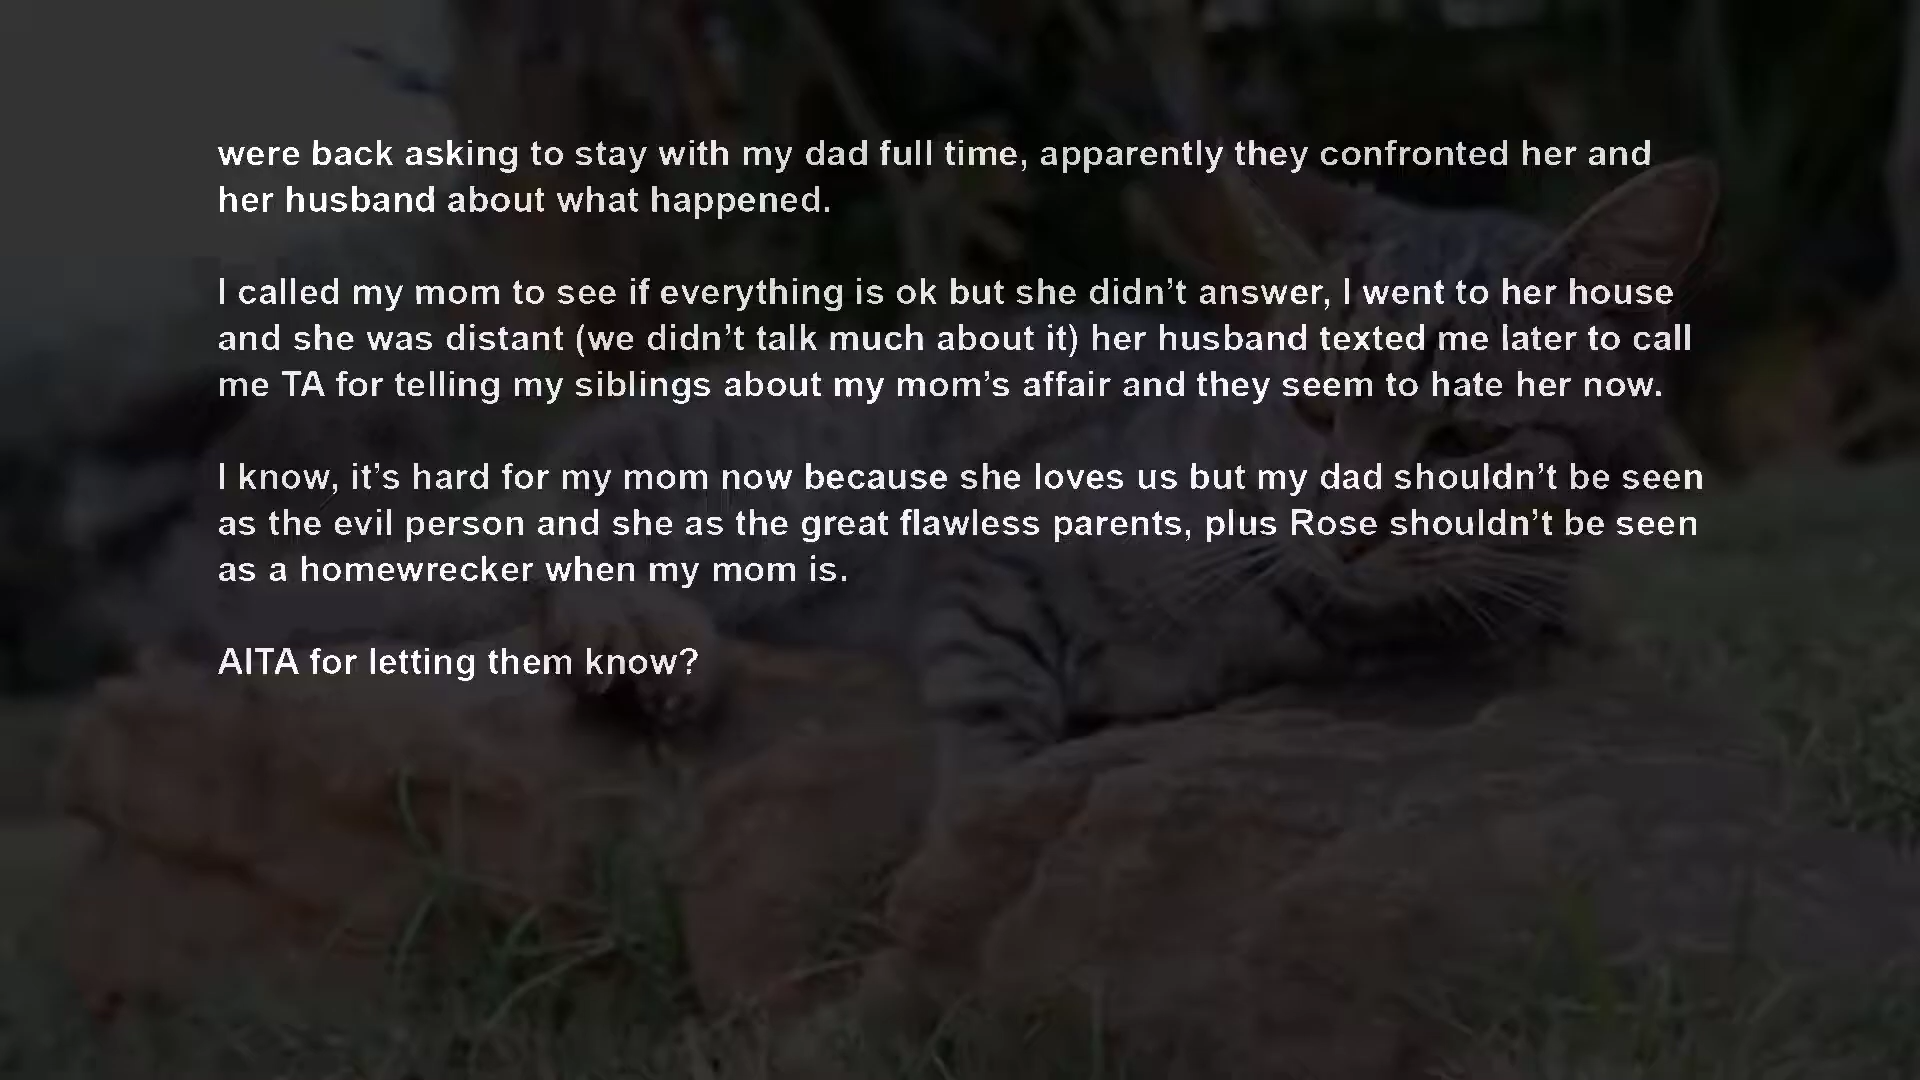 were back asking to stay with my dad full time, apparently they confronted her and
her husband about what happened.
I called my mom to see if everything is ok but she didn’t answer, I went to her house
and she was distant (we didn’t talk much about it) her husband texted me later to call
me TA for telling my siblings about my mom’s affair and they seem to hate her now.
I know, it’s hard for my mom now because she loves us but my dad shouldn’t be seen
as the evil person and she as the great flawless parents, plus Rose shouldn’t be seen
as a homewrecker when my mom is.
AITA for letting them know?